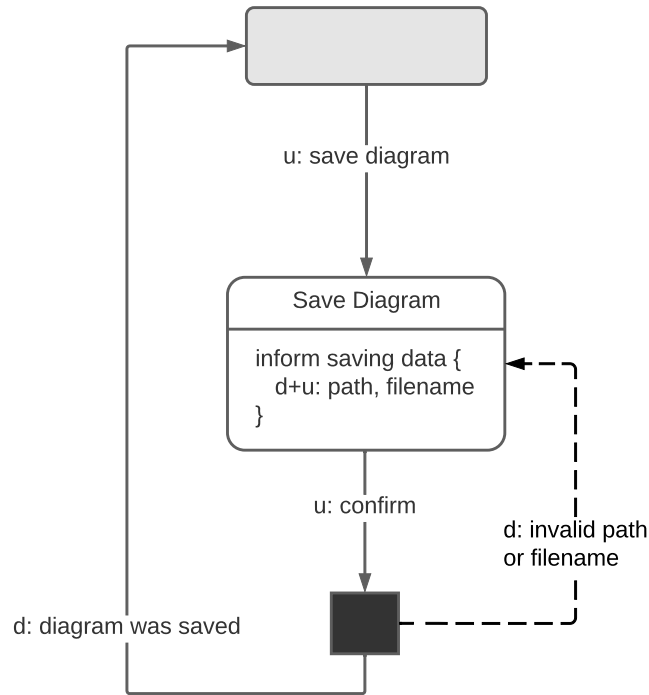 u: save diagram
Save Diagram
inform saving data {
d+u: path, filename
}
u: confirm
d: invalid path
or filename
d: diagram was saved